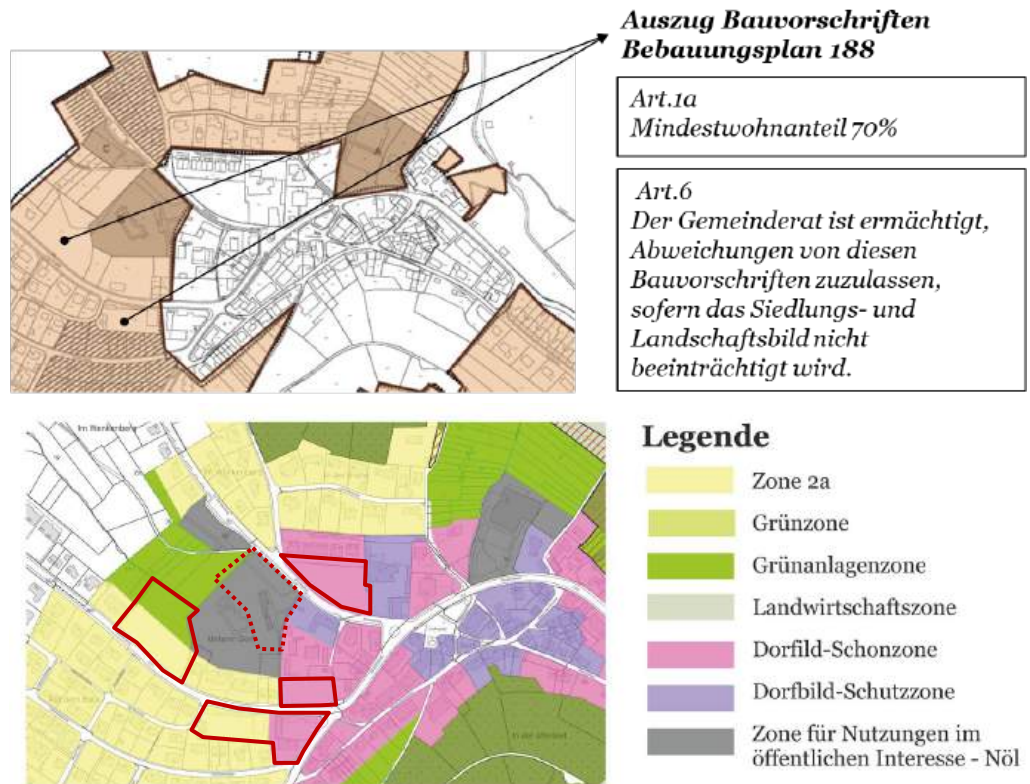 Auszug Bauvorschriften
Bebauungsplan 188
Art.1a
Mindestwohnanteil 70%
Art.6
Der Gemeinderat ist ermächtigt,
Abweichungen von diesen
Bauvorschriften zuzulassen,
sofern das Siedlungs- und
Landschaftsbild nicht
beeinträchtigt wird.
C
A
Legende
Zone 2a
Grünzone
Grünanlagenzone
Landwirtschaftszone
Dorfild-Schonzone
Dorfbild-Schutzzone
Zone für Nutzungen im
öffentlichen Interesse - Nöl